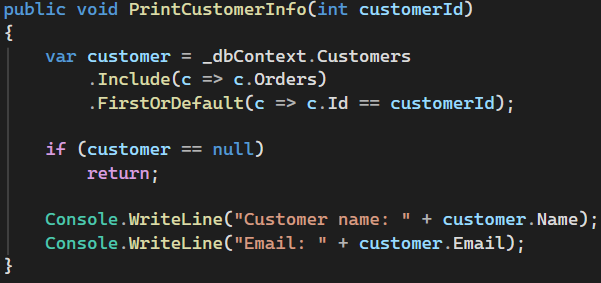 public void PrintCustomerInfo(int customerId)
{
    var customer = _dbContext.Customers
        .Include(c => c.Orders)
        .FirstOrDefault(c => c.Id == customerId);

    if (customer == null)
        return;

    Console.WriteLine("Customer name: " + customer.Name);
    Console.WriteLine("Email: " + customer.Email);
}